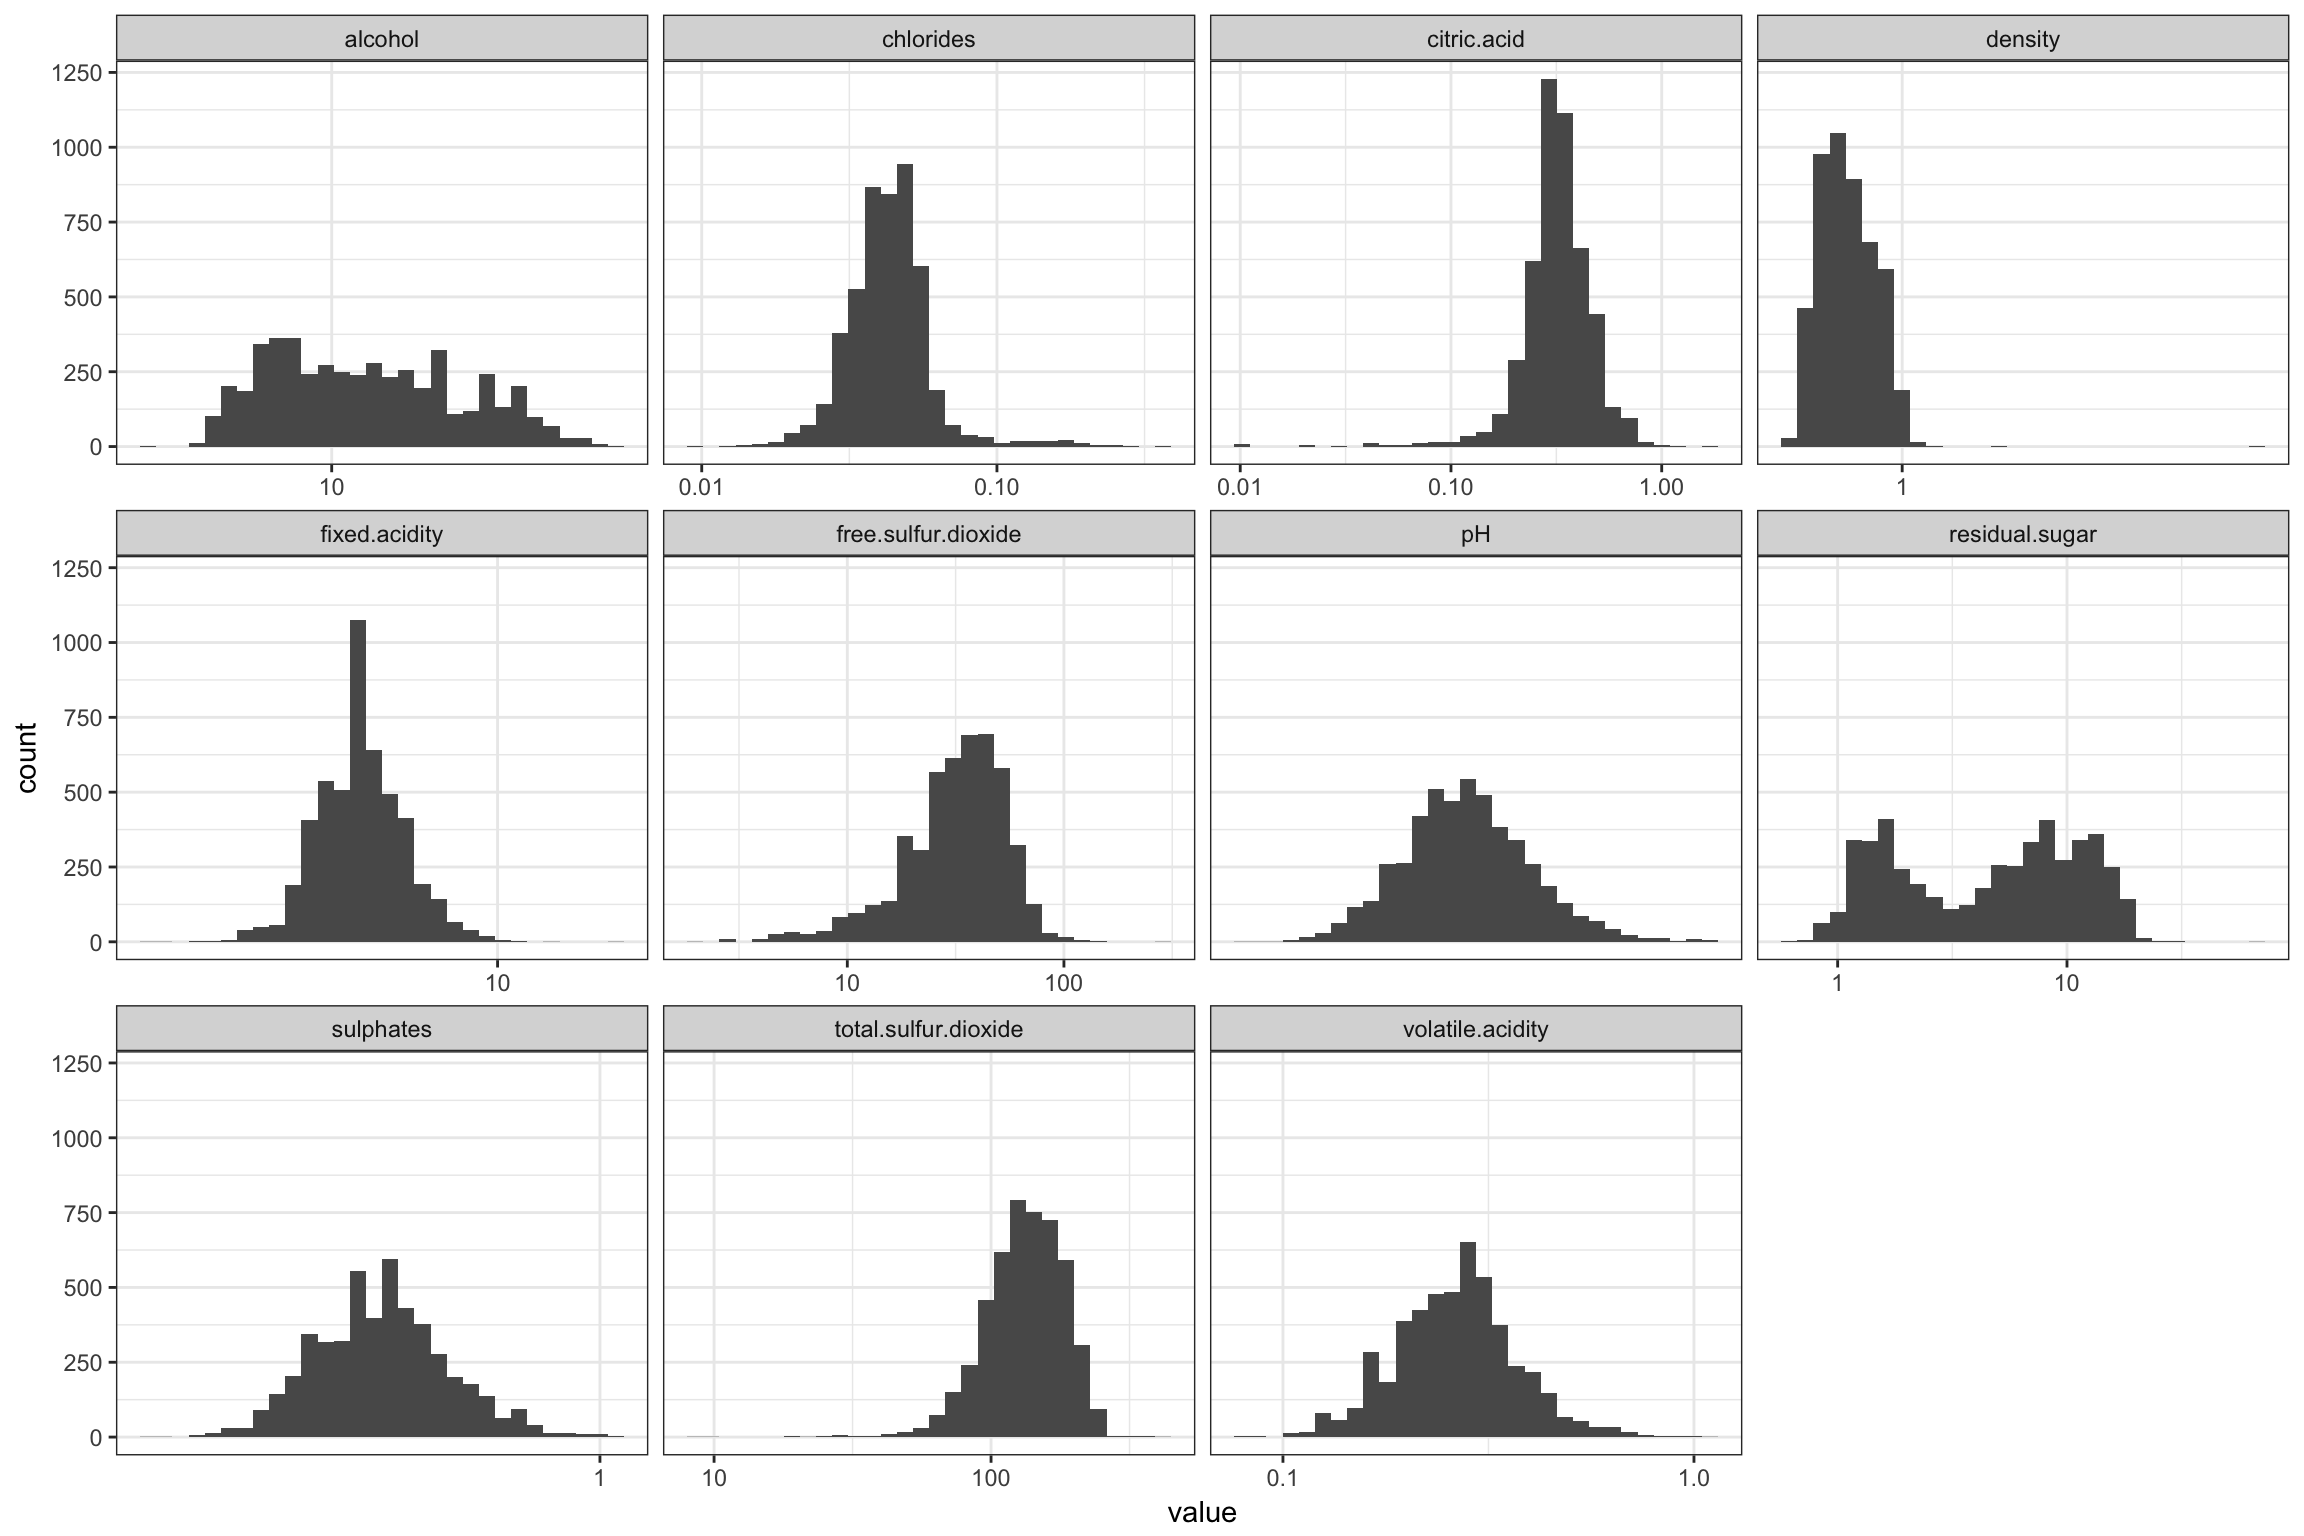 alcohol chlorides citric.acid density
1250
1000
750
500
250
0
10 0.01 0.10 0.01 0.10 1.00 1
fixed.acidity free.sulfur.dioxide pH residual.sugar
1250
1000
750
500
250
0
10 10 100 1 10
sulphates total.sulfur.dioxide volatile.acidity
1250
1000
750
500
250
0
1 10 100 0.1 1.0
count
value